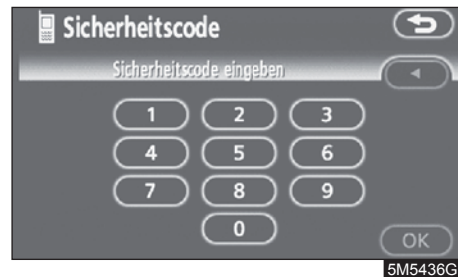 Sicherheitscode
Sicherheitscode eingeben
1 2 3
4 5 6
7 8 9
0
OK
5M5436G